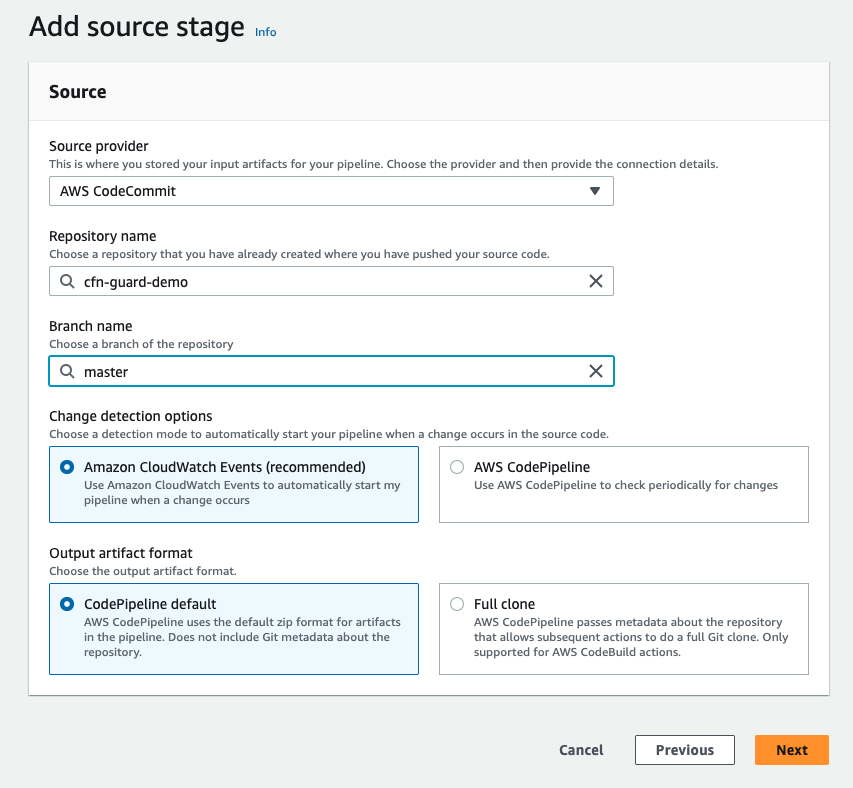 Add source stage Info
Source
Source provider
This is where you stored your input artifacts for your pipeline. Choose the provider and then provide the connection details.
AWS CodeCommit
Repository name
Choose a repository that you have already created where you have pushed your source code.
cfn-guard-demo
Branch name
Choose a branch of the repository
master
Change detection options
Choose a detection mode to automatically start your pipeline when a change occurs in the source code.
Amazon CloudWatch Events (recommended)
Use Amazon CloudWatch Events to automatically start my
pipeline when a change occurs
AWS CodePipeline
Use AWS CodePipeline to check periodically for changes
Output artifact format
Choose the output artifact format.
CodePipeline default
AWS CodePipeline uses the default zip format for artifacts
in the pipeline. Does not include Git metadata about the
repository.
Full clone
AWS CodePipeline passes metadata about the repository
that allows subsequent actions to do a full Git clone. Only
supported for AWS CodeBuild actions.
Cancel
Previous
Next